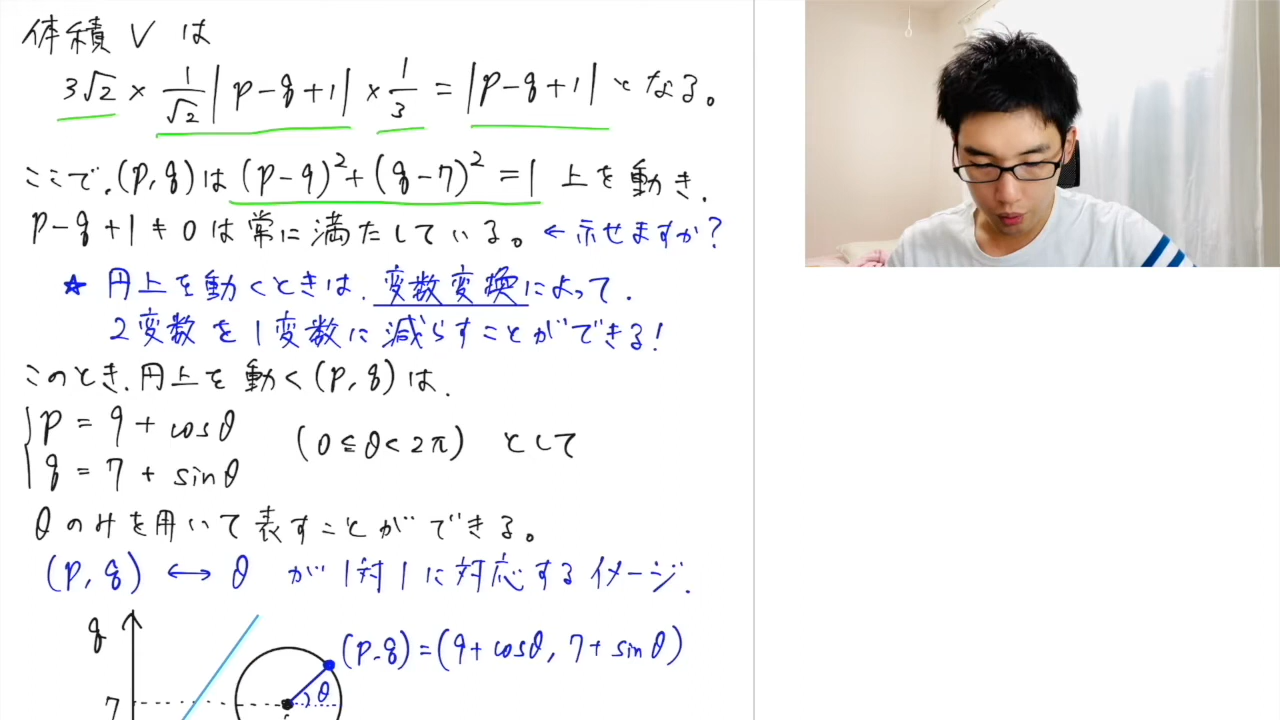 体積 V は
3√2 × 1/√2 |p-q+1| × 1/3 = |p-q+1| となる。
ここで、(p,q)は (p-9)²+(q-7)²=1 上を動き、
p-q+1≠0 は常に満たしている。 ← 示せますか?
★ 円上を動くときは、変数変換によって、
2変数を1変数に減らすことができる!
このとき、円上を動く(p,q)は、
{p = 9 + cosθ
{q = 7 + sinθ (0≦θ<2π) として
θのみを用いて表すことができる。
(p,q) ↔ θ が1対1に対応するイメージ.
q
(p,q)=(9+cosθ, 7+sinθ)
θ
7